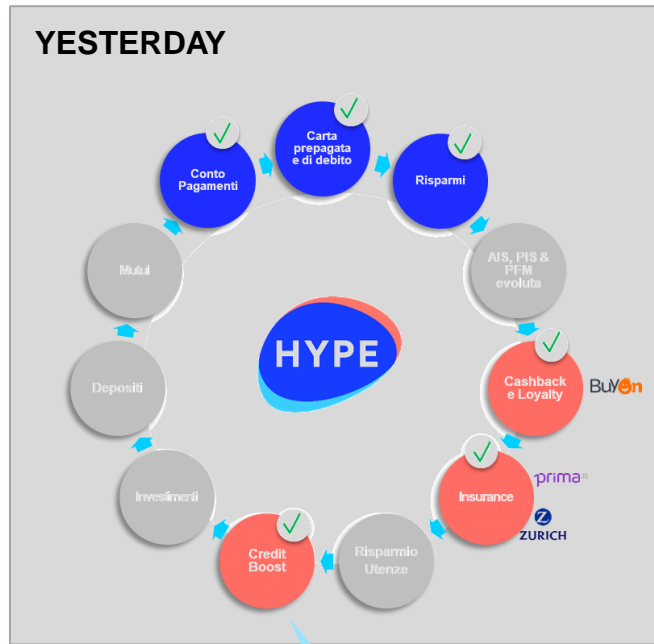 YESTERDAY
Carta
prepagata
e di debito
Conto
Pagamenti
Risparmi
AIS, PIS &
PFM
evoluta
Mutui
HYPE
Cashback
e Loyalty
BuyOn
Depositi
Insurance
prima.it
ZURICH
Investimenti
Credit
Boost
Risparmio
Utenze